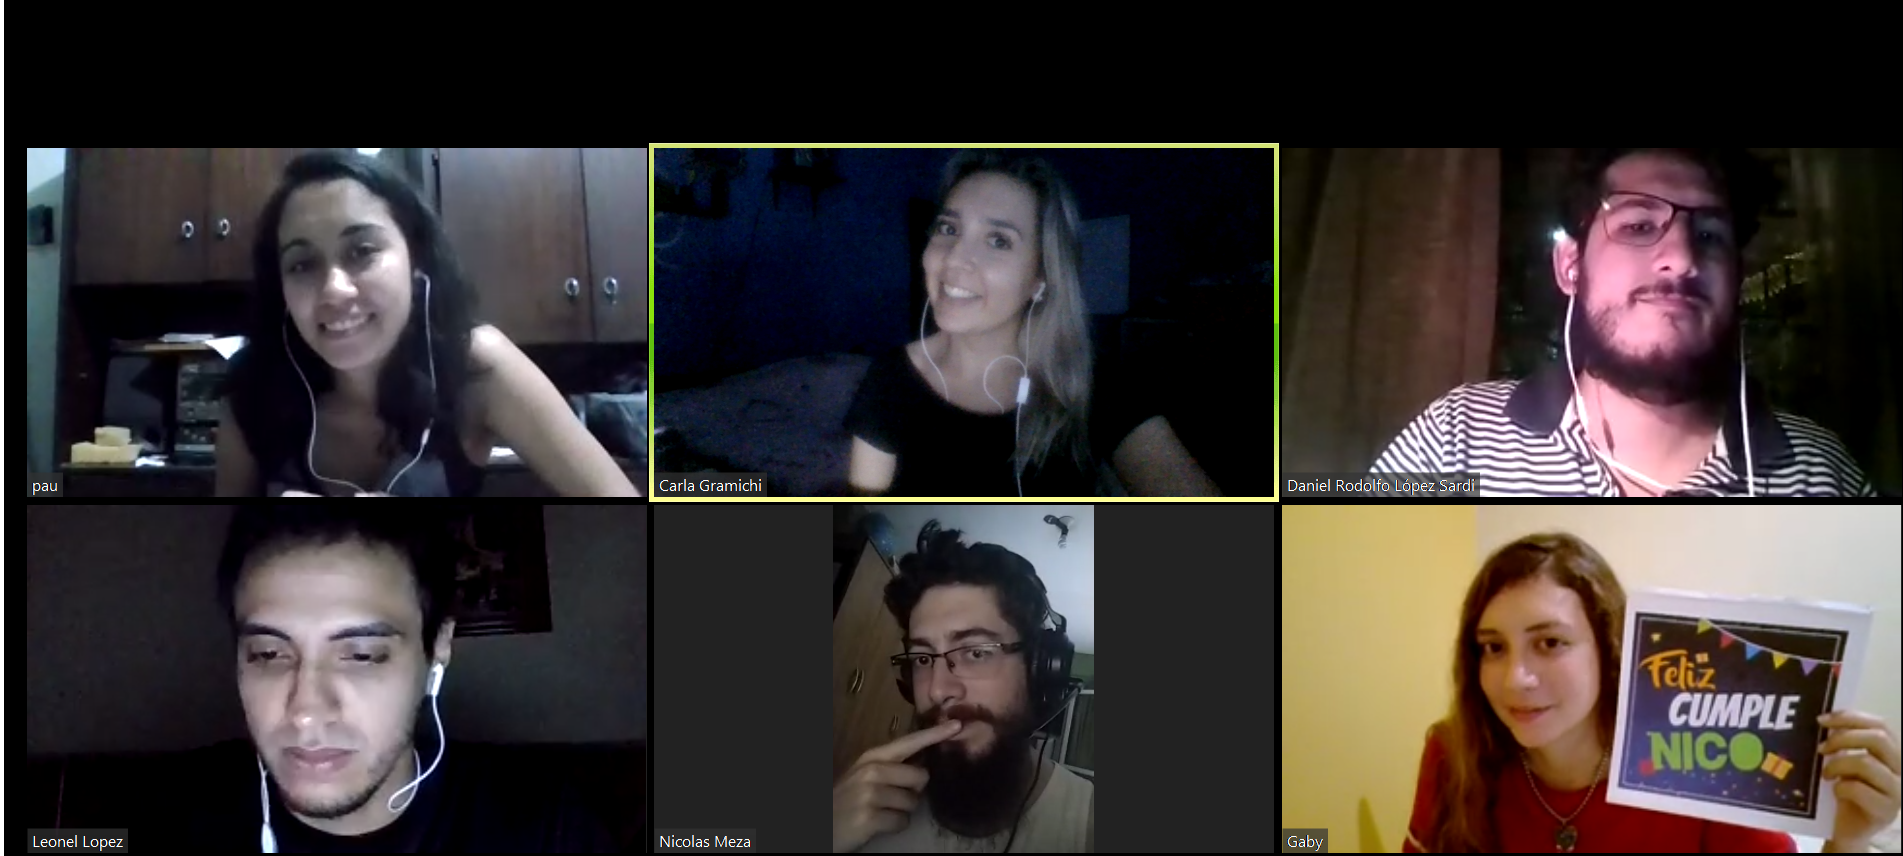 pau
Carla Gramichi
Daniel Rodolfo López Sardi
Leonel Lopez
Nicolas Meza
Gaby
Feliz
CUMPLE
NICO